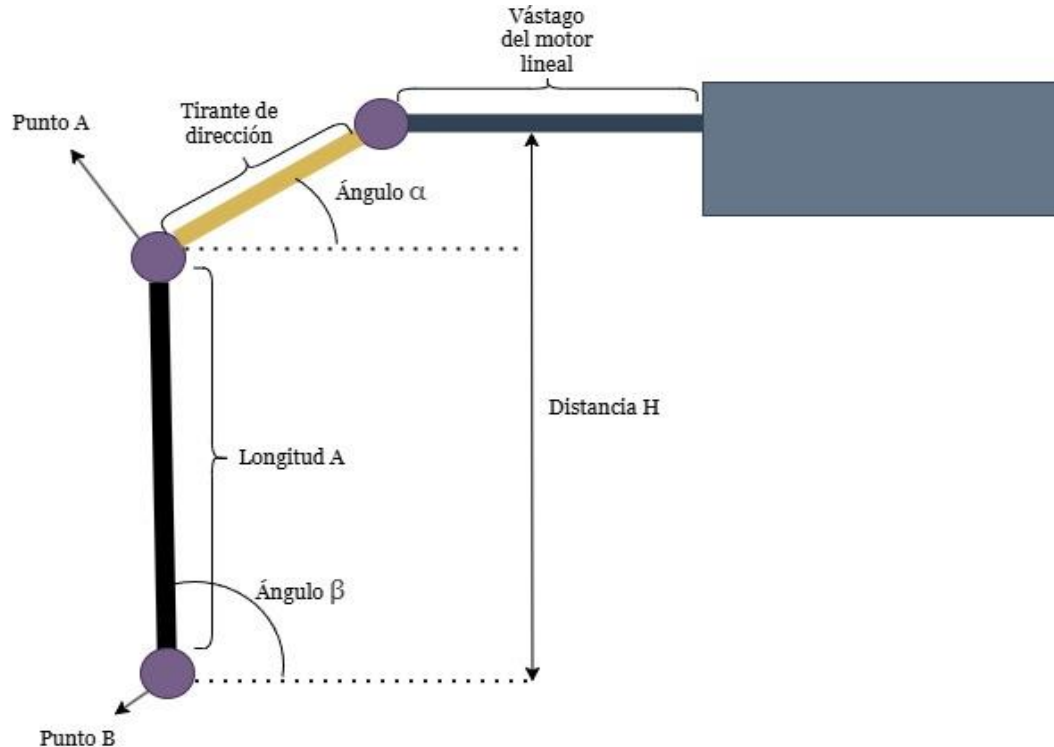 Vástago
del motor
lineal
Tirante de
dirección
Punto A
Ángulo α
Distancia H
Longitud A
Ángulo β
Punto B